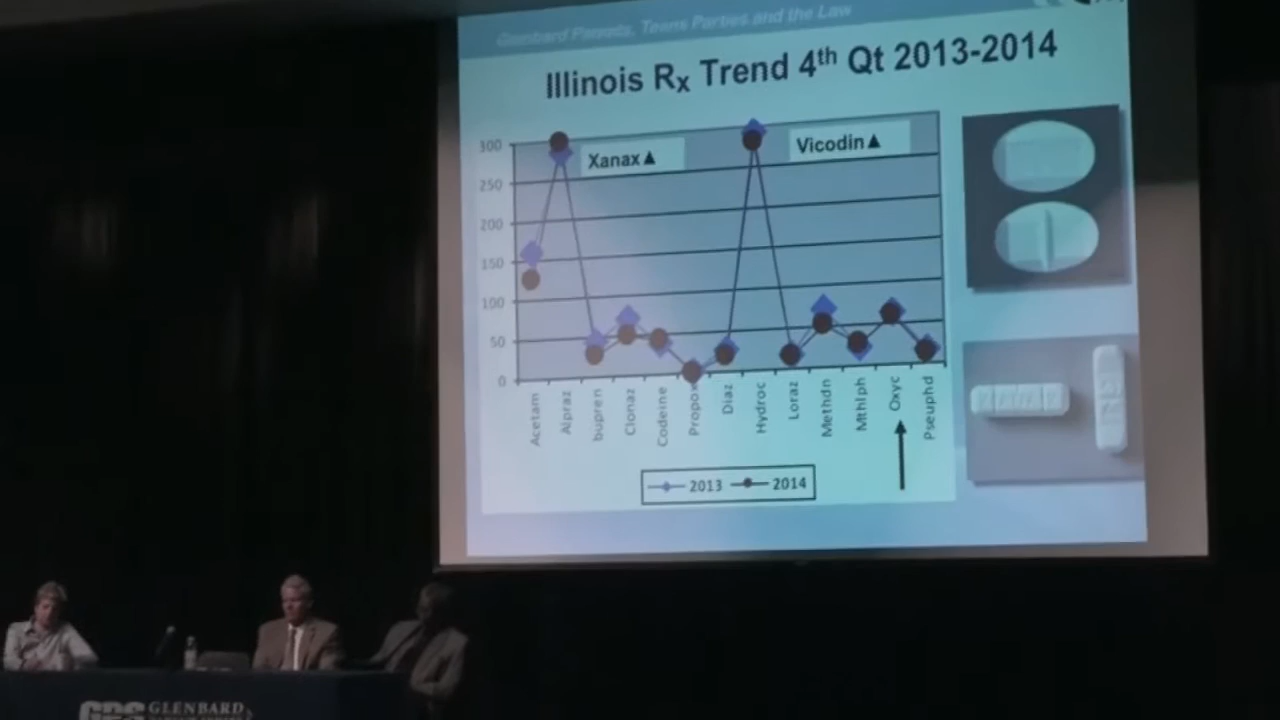 Glenbard Parents, Teens Parties and the Law
Illinois Rx Trend 4th Qt 2013-2014
Xanax▲
Vicodin▲
300
250
200
150
100
50
0
Acetam
Alpraz
bupren
Clonaz
Codeine
Propox
Diaz
Hydroc
Loraz
Methdn
Mthlph
Oxyc
Pseuphd
2013
2014
GPS GLENBARD